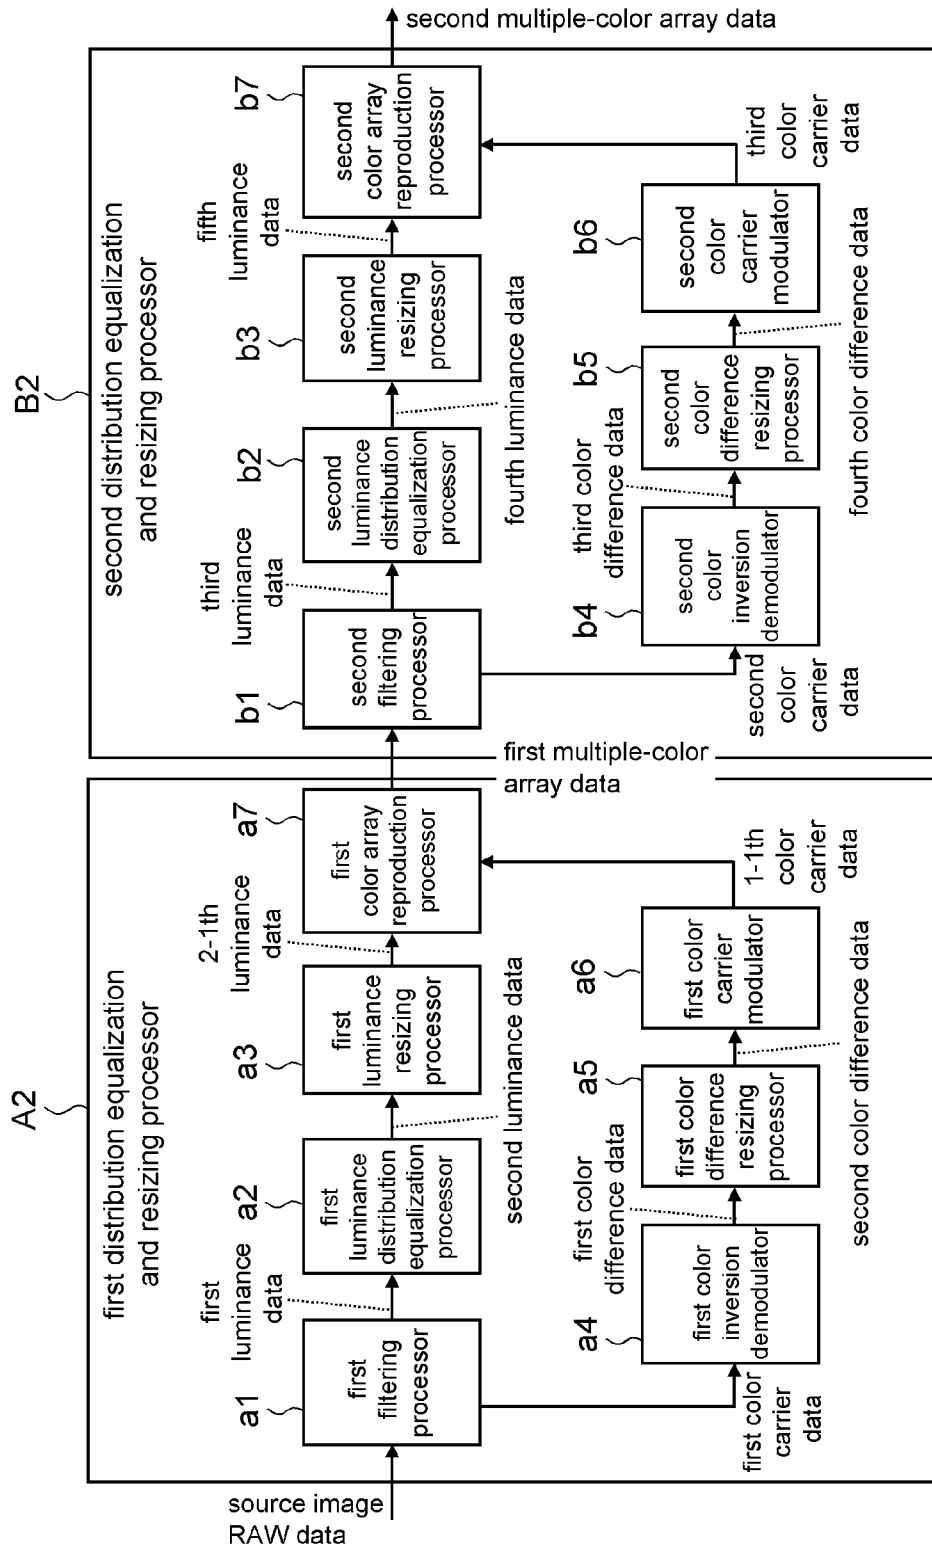 A2
first distribution equalization
and resizing processor
source image
RAW data
a1
first
filtering
processor
first
luminance
data
a2
first
luminance
distribution
equalization
processor
second luminance data
a3
first
luminance
resizing
processor
2-1th
luminance
data
a7
first
color array
reproduction
processor
first color
carrier
data
a4
first color
inversion
demodulator
first color
difference data
a5
first color
difference
resizing
processor
second color difference data
a6
first color
carrier
modulator
1-1th
color
carrier
data
first multiple-color
array data
B2
second distribution equalization
and resizing processor
b1
second
filtering
processor
third
luminance
data
b2
second
luminance
distribution
equalization
processor
fourth luminance data
b3
second
luminance
resizing
processor
fifth
luminance
data
b7
second
color array
reproduction
processor
second multiple-color array data
second color
carrier
data
b4
second
color
inversion
demodulator
third color
difference data
b5
second
color
difference
resizing
processor
fourth color difference data
b6
second
color
carrier
modulator
third
color
carrier
data